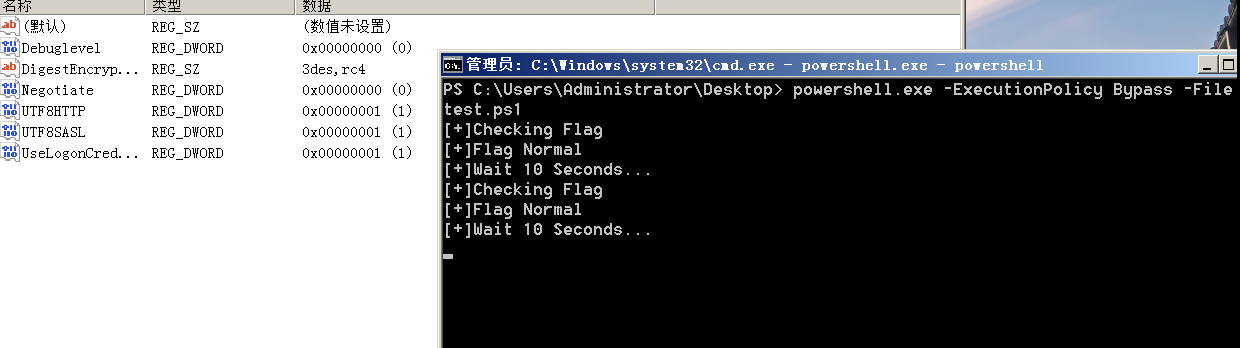 名称 类型 数据
(默认) REG_SZ (数值未设置)
Debuglevel REG_DWORD 0x00000000 (0)
DigestEncryp... REG_SZ 3des,rc4
Negotiate REG_DWORD 0x00000000 (0)
UTF8HTTP REG_DWORD 0x00000001 (1)
UTF8SASL REG_DWORD 0x00000001 (1)
UseLogonCred... REG_DWORD 0x00000001 (1)
管理员: C:\Windows\system32\cmd.exe - powershell.exe - powershell
PS C:\Users\Administrator\Desktop> powershell.exe -ExecutionPolicy Bypass -File
test.ps1
[+]Checking Flag
[+]Flag Normal
[+]Wait 10 Seconds...
[+]Checking Flag
[+]Flag Normal
[+]Wait 10 Seconds...